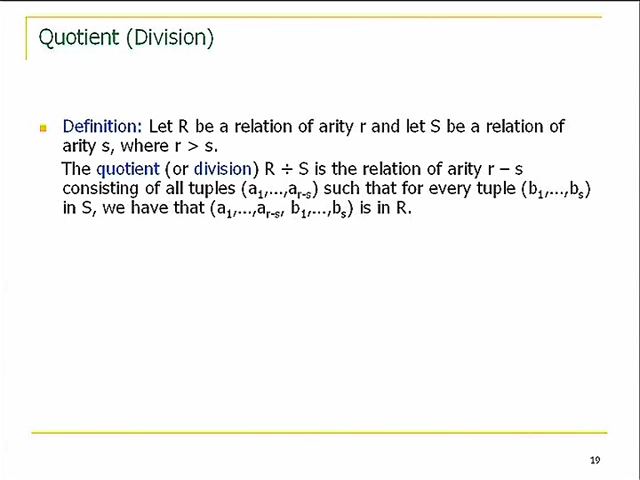 Quotient (Division)
Definition: Let R be a relation of arity r and let S be a relation of
arity s, where r > s.
The quotient (or division) R ÷ S is the relation of arity r – s
consisting of all tuples (a₁,…,aᵣ₋ₛ) such that for every tuple (b₁,…,bₛ)
in S, we have that (a₁,…,aᵣ₋ₛ, b₁,…,bₛ) is in R.
19